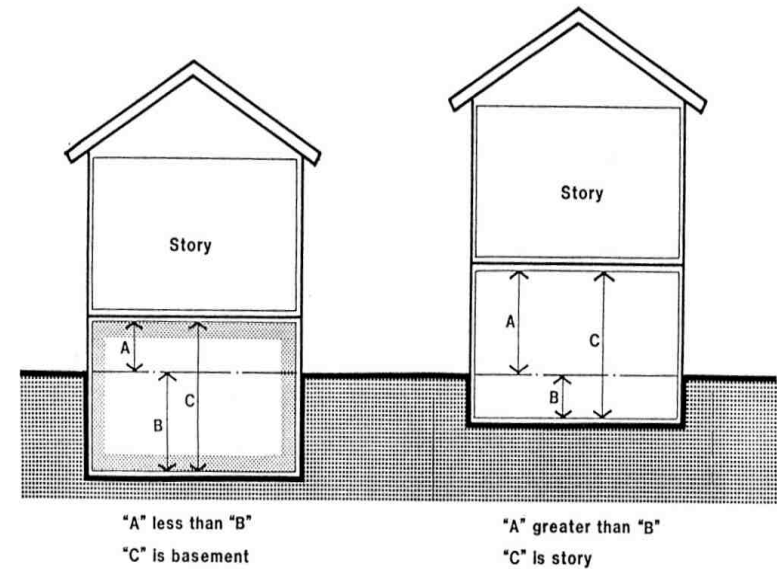 Story
A
B
C
"A" less than "B"
"C" is basement
Story
A
B
C
"A" greater than "B"
"C" is story